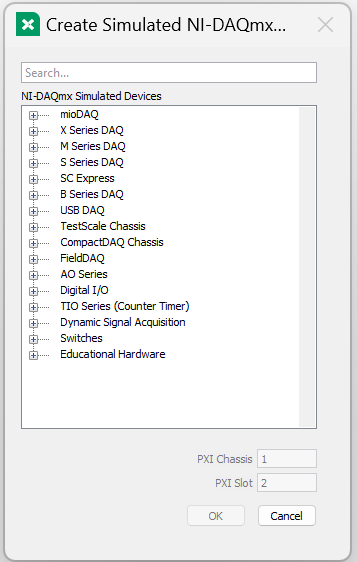 Create Simulated NI-DAQmx...
Search...
NI-DAQmx Simulated Devices
mioDAQ
X Series DAQ
M Series DAQ
S Series DAQ
SC Express
B Series DAQ
USB DAQ
TestScale Chassis
CompactDAQ Chassis
FieldDAQ
AO Series
Digital I/O
TIO Series (Counter Timer)
Dynamic Signal Acquisition
Switches
Educational Hardware
PXI Chassis 1
PXI Slot 2
OK Cancel